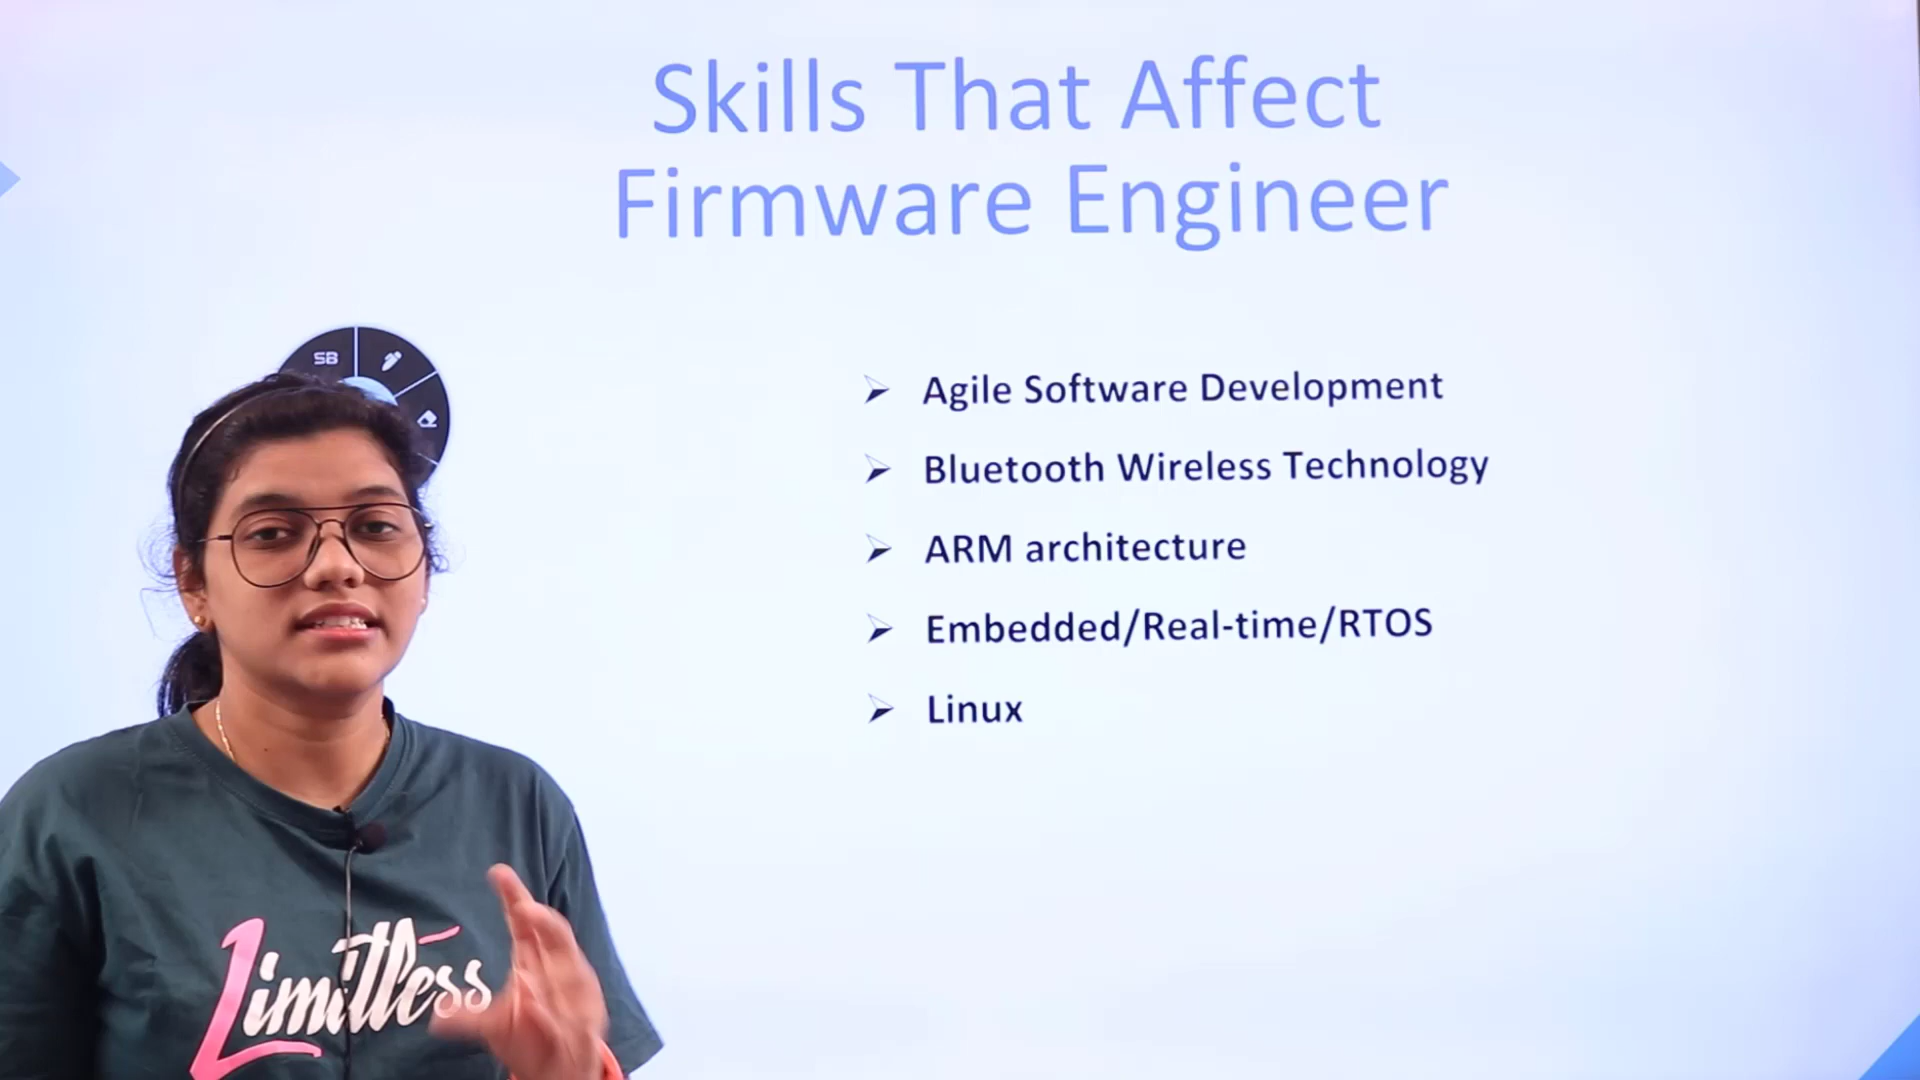 Skills That Affect
Firmware Engineer
SB
Agile Software Development
Bluetooth Wireless Technology
ARM architecture
Embedded/Real-time/RTOS
Linux
Limitless